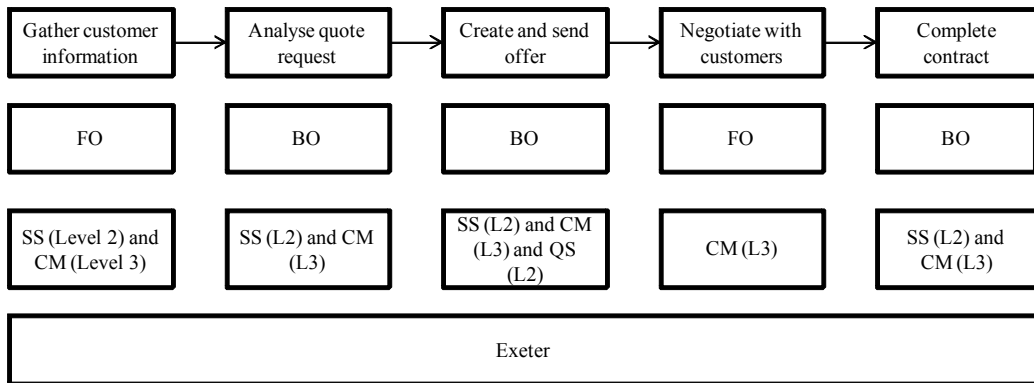 Gather customer
information
Analyse quote
request
Create and send
offer
Negotiate with
customers
Complete
contract
FO
BO
BO
FO
BO
SS (Level 2) and
CM (Level 3)
SS (L2) and CM
(L3)
SS (L2) and CM
(L3) and QS
(L2)
CM (L3)
SS (L2) and
CM (L3)
Exeter